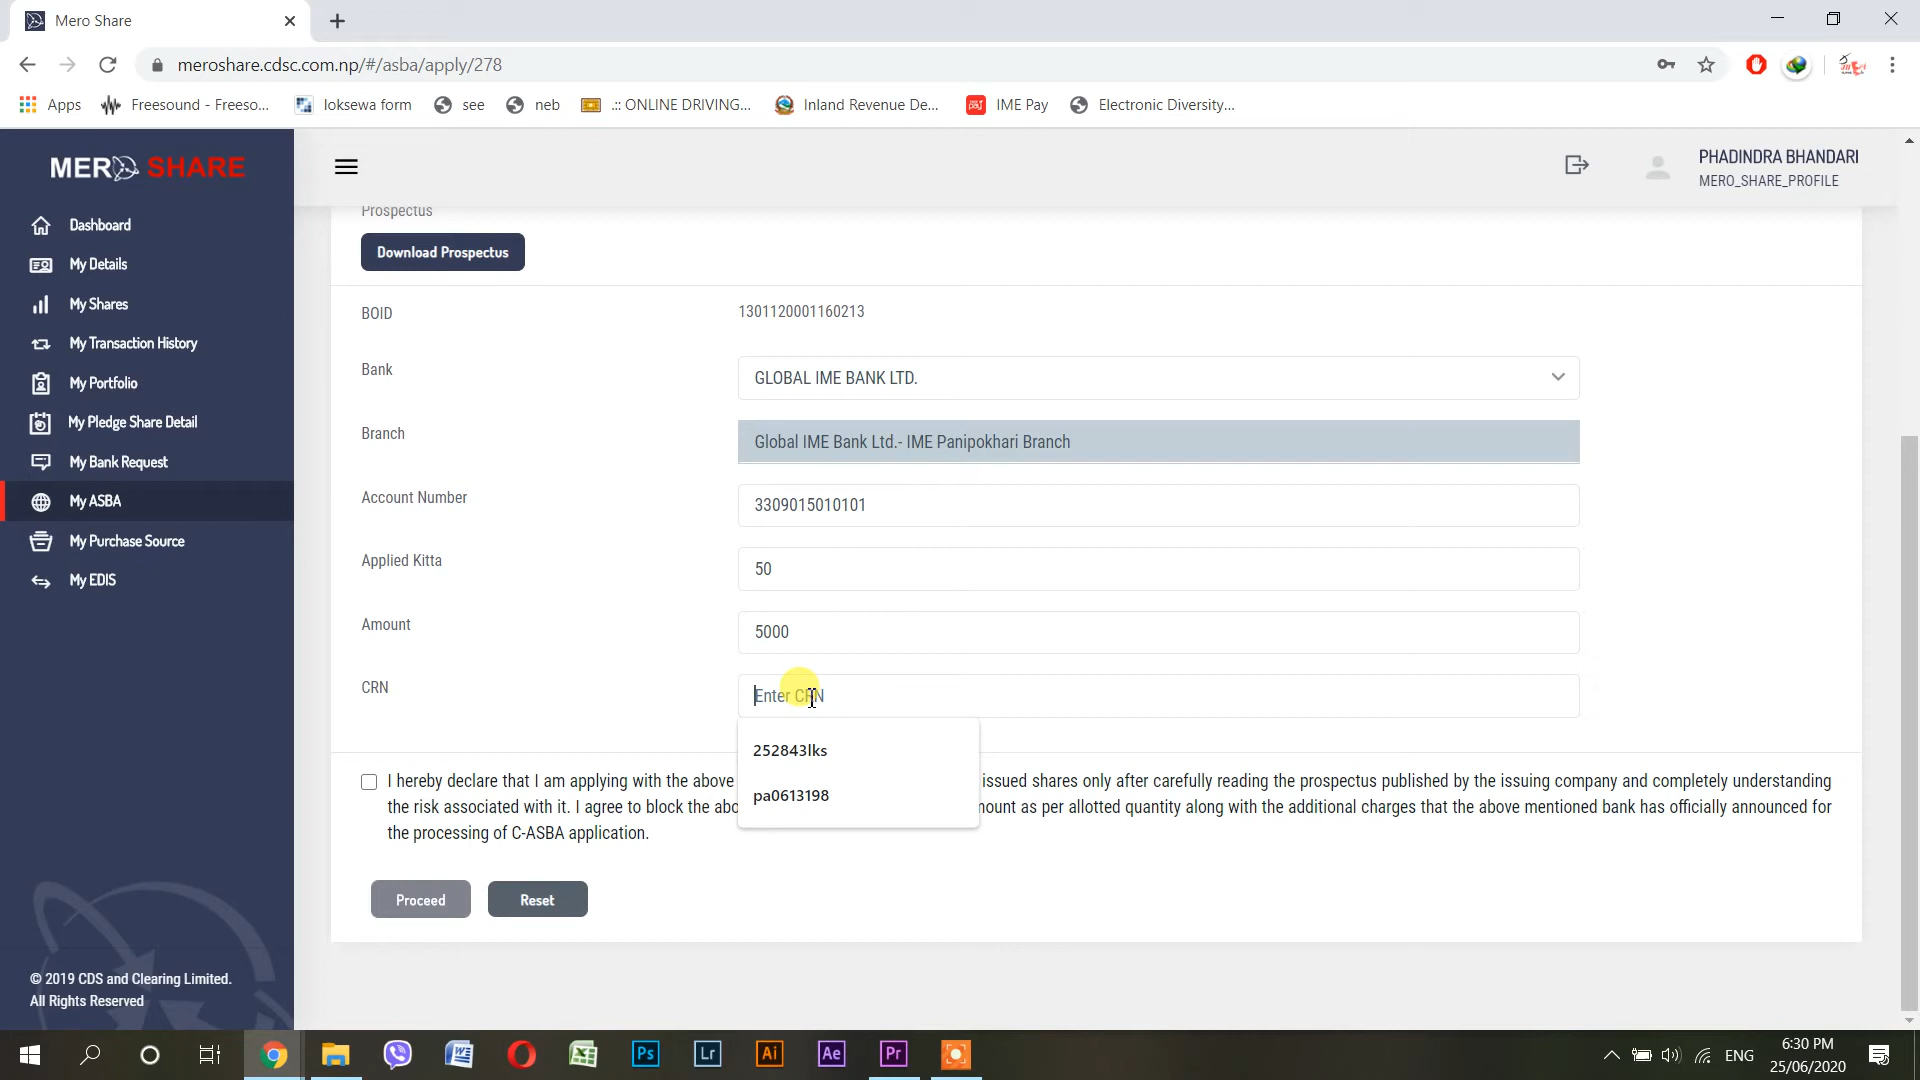 Mero Share
meroshare.cdsc.com.np/#/asba/apply/278
Apps
Freesound - Freeso...
loksewa form
see
neb
.:: ONLINE DRIVING...
Inland Revenue De...
IME Pay
Electronic Diversity...
MERO SHARE
PHADINDRA BHANDARI
MERO_SHARE_PROFILE
Dashboard
My Details
My Shares
My Transaction History
My Portfolio
My Pledge Share Detail
My Bank Request
My ASBA
My Purchase Source
My EDIS
© 2019 CDS and Clearing Limited.
All Rights Reserved
Prospectus
Download Prospectus
BOID
1301120001160213
Bank
GLOBAL IME BANK LTD.
Branch
Global IME Bank Ltd.- IME Panipokhari Branch
Account Number
3309015010101
Applied Kitta
50
Amount
5000
CRN
Enter CRN
252843lks
pa0613198
I hereby declare that I am applying with the above issued shares only after carefully reading the prospectus published by the issuing company and completely understanding
the risk associated with it. I agree to block the abo mount as per allotted quantity along with the additional charges that the above mentioned bank has officially announced for
the processing of C-ASBA application.
Proceed
Reset
Ps
Lr
Ai
Ae
Pr
ENG
6:30 PM
25/06/2020